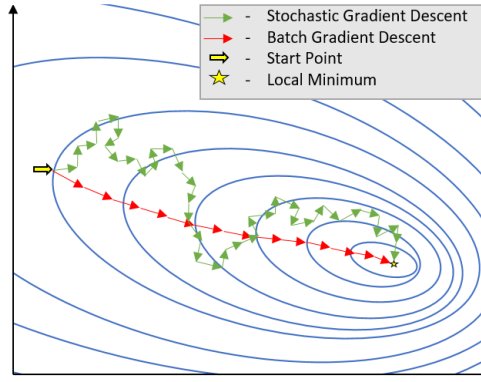 - Stochastic Gradient Descent
- Batch Gradient Descent
- Start Point
- Local Minimum